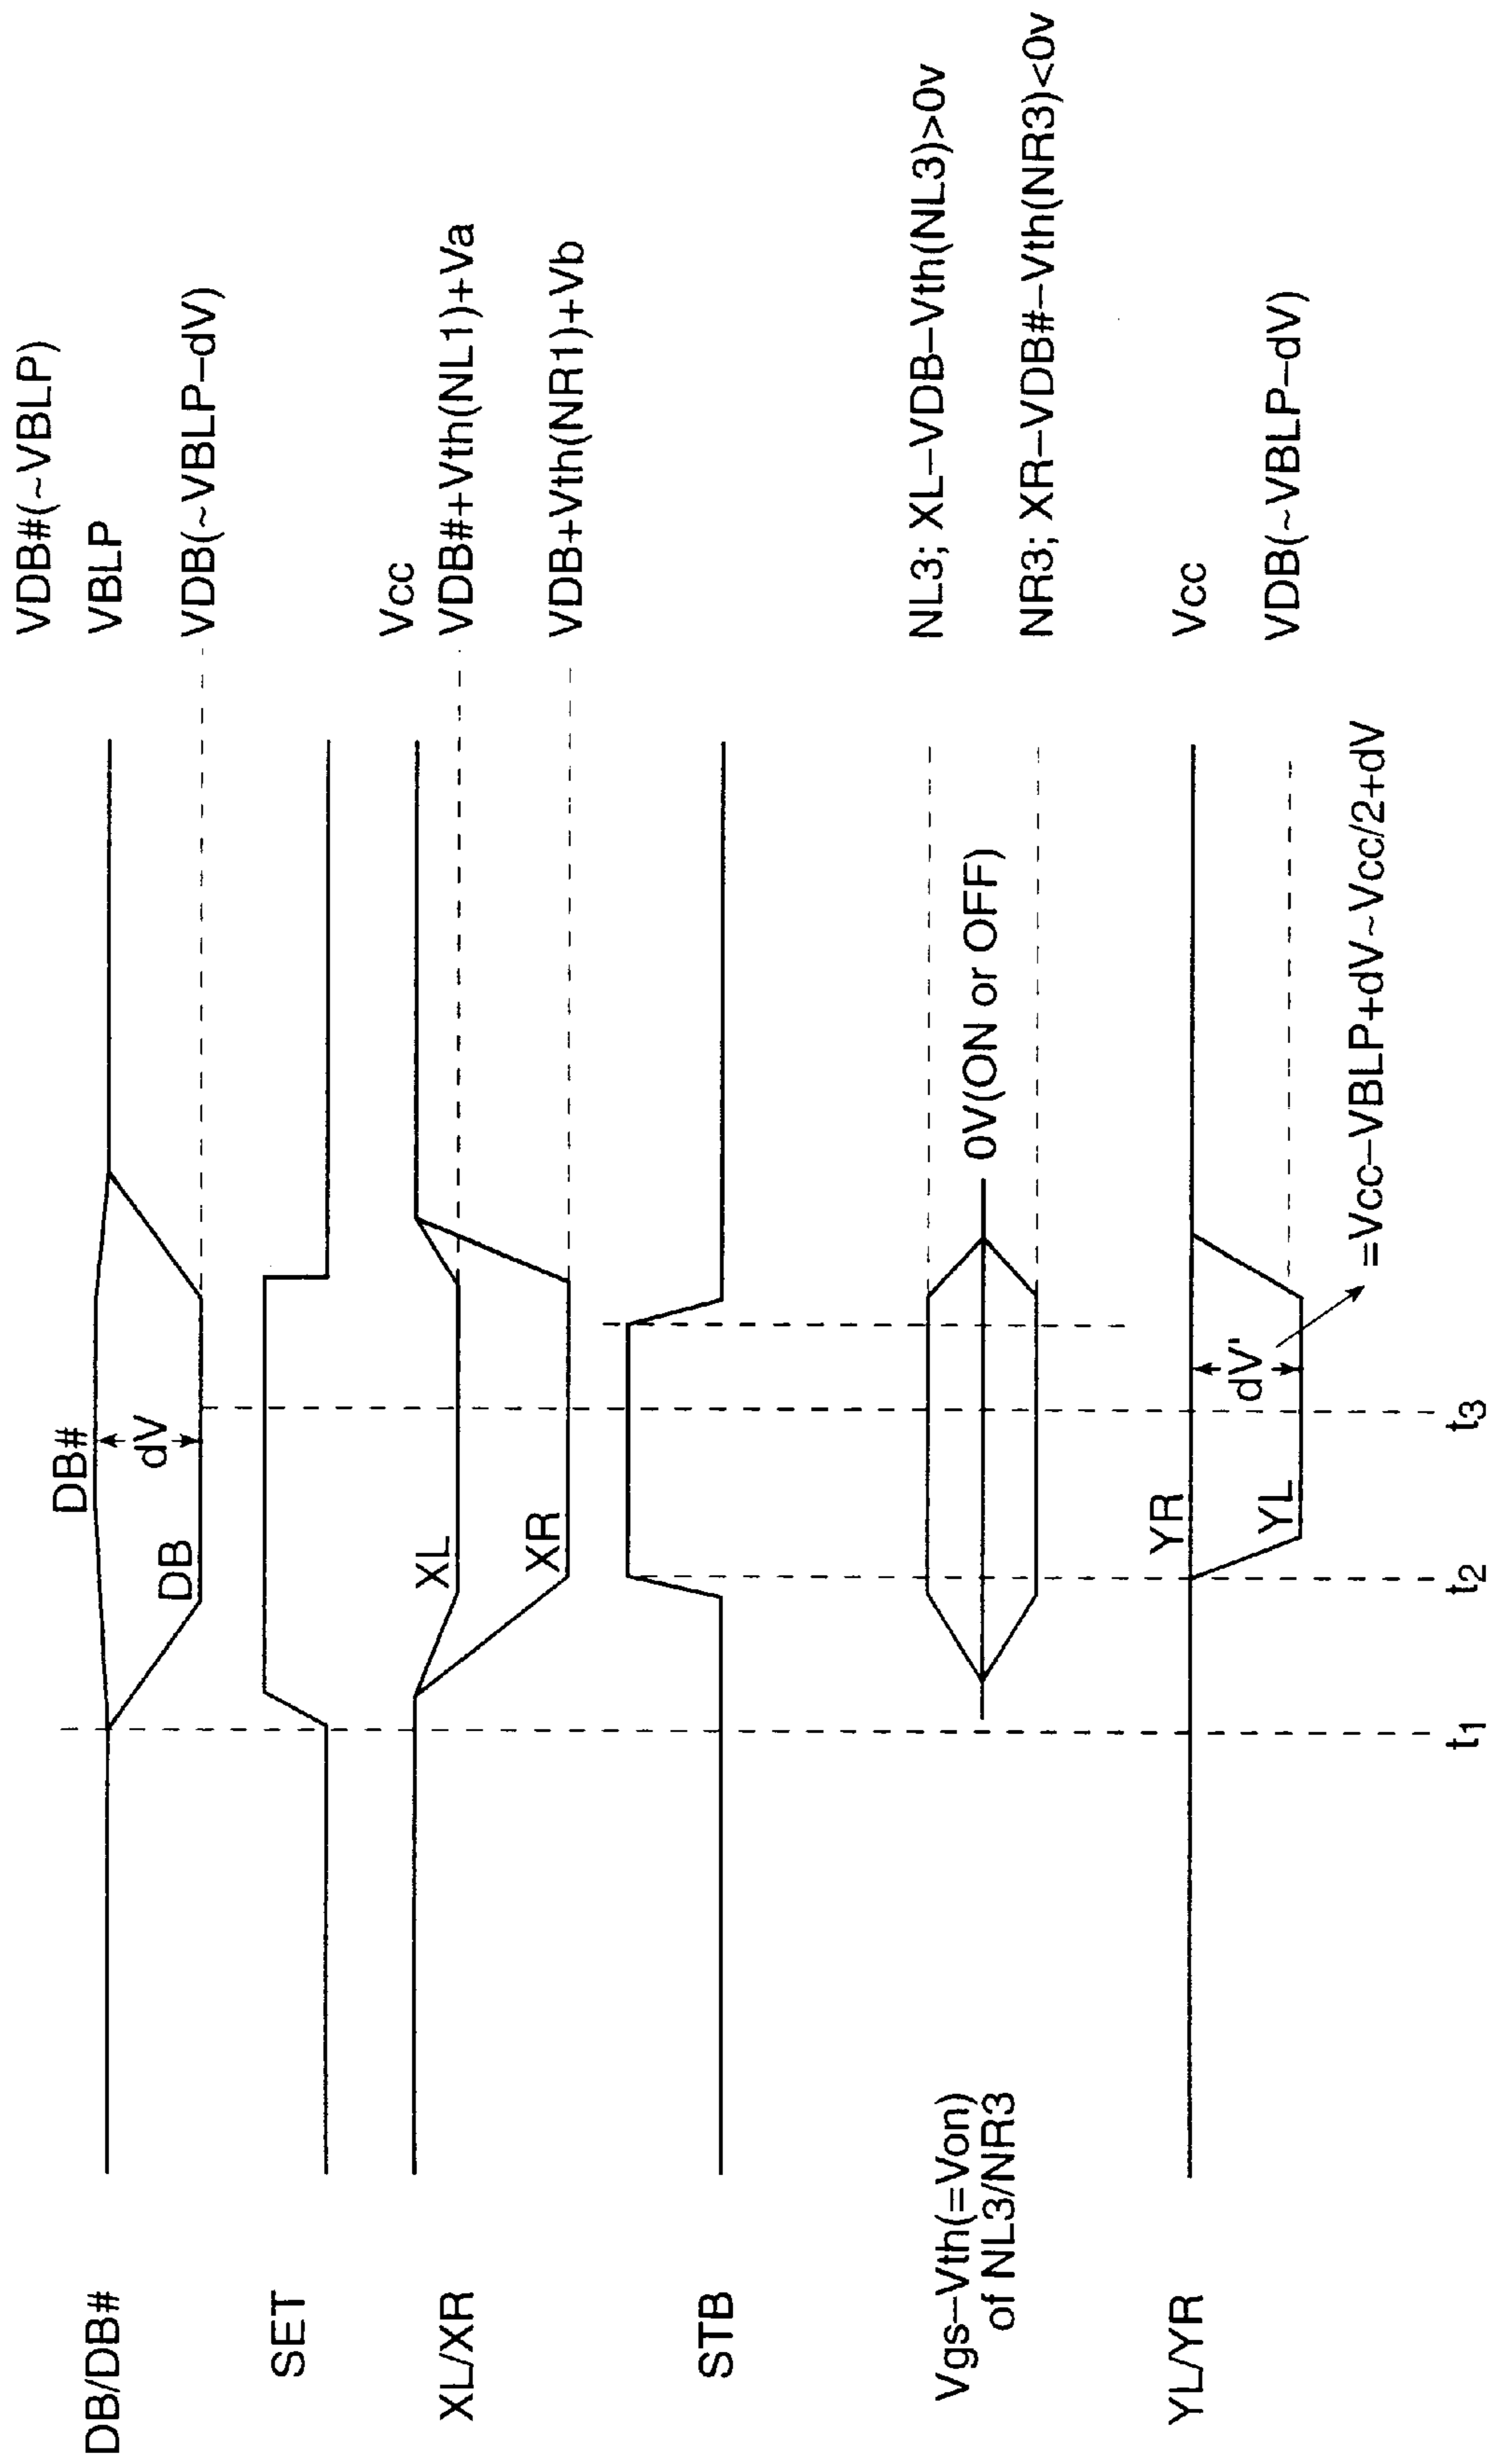 DB/DB#
DB#
dV
DB
VDB#(~VBLP)
VBLP
VDB(~VBLP–dV)
SET
XL/XR
XL
XR
Vcc
VDB#+Vth(NL1)+Va
VDB+Vth(NR1)+Vb
STB
Vgs–Vth(=Von)
of NL3/NR3
0V(ON or OFF)
NL3; XL–VDB–Vth(NL3)>0v
NR3; XR–VDB#–Vth(NR3)<0v
YL/YR
YR
YL
dV'
Vcc
VDB(~VBLP–dV)
=Vcc–VBLP+dV~Vcc/2+dV
t1
t2
t3